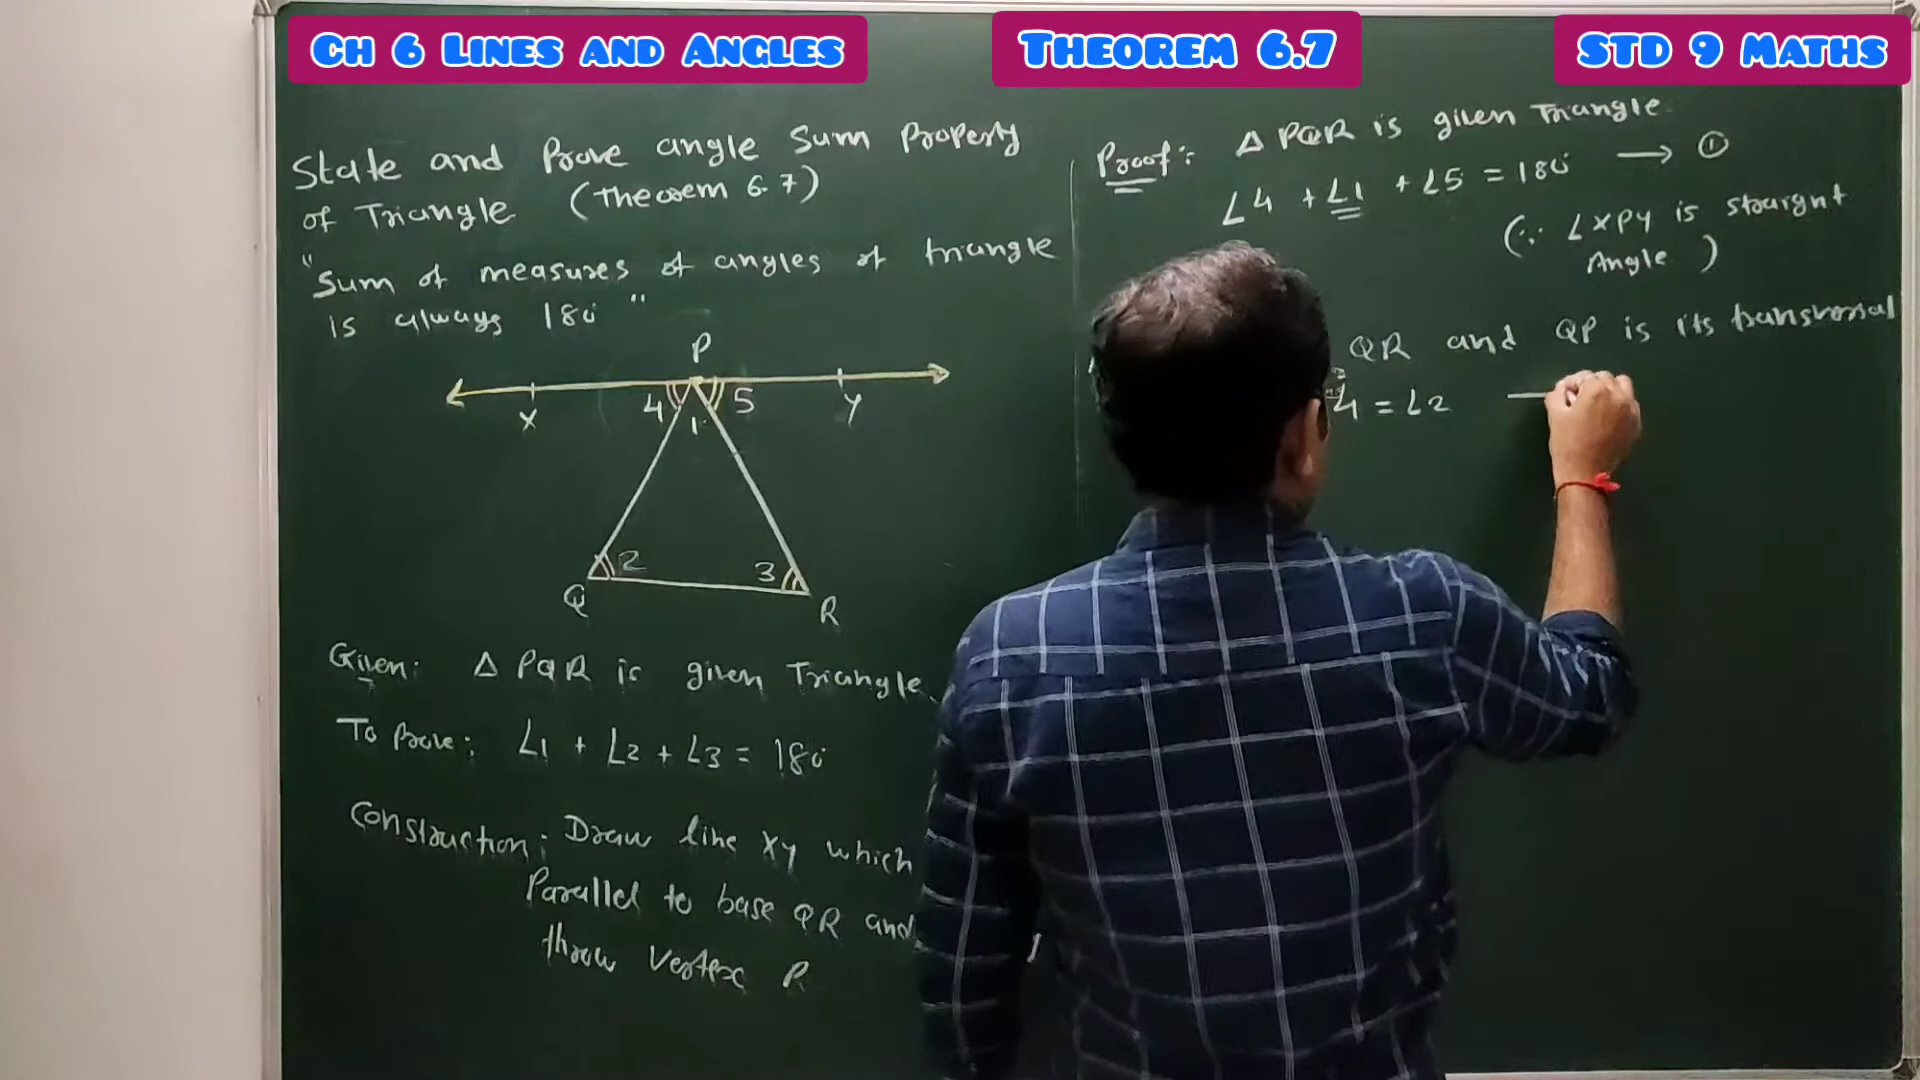 CH 6 LINES AND ANGLES
THEOREM 6.7
STD 9 MATHS
State and Prove angle Sum Property
of Triangle (Theorem 6.7)
"Sum of measures of angles of triangle
is always 180° "
P
X 4 1 5 Y
2 3
Q R
Given: Δ PQR is given Triangle.
To Prove: ∠1 + ∠2 + ∠3 = 180°
Construction: Draw line XY which
Parallel to base QR and
throw vertex P
Proof: Δ PQR is given Triangle.
∠4 + ∠1 + ∠5 = 180° → ①
(∵ ∠XPY is straignt
Angle )
QR and QP is its transversal
∠4 = ∠2